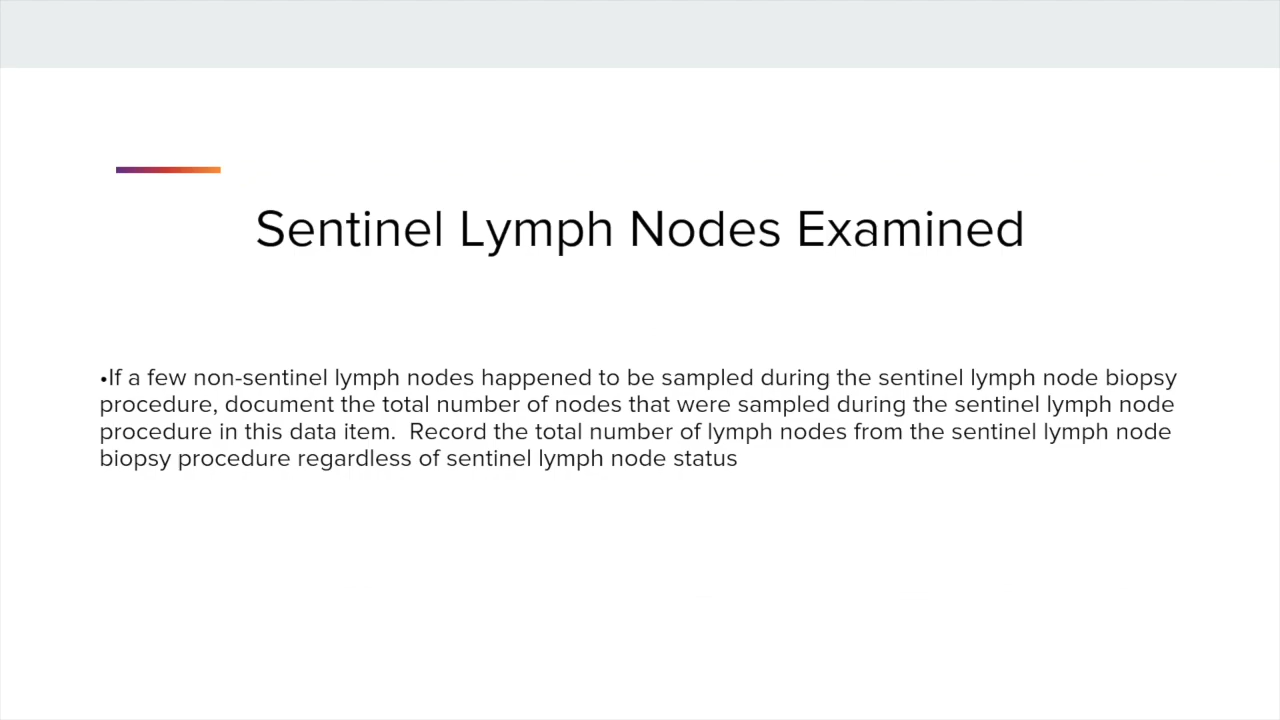 Sentinel Lymph Nodes Examined
•If a few non-sentinel lymph nodes happened to be sampled during the sentinel lymph node biopsy
procedure, document the total number of nodes that were sampled during the sentinel lymph node
procedure in this data item.  Record the total number of lymph nodes from the sentinel lymph node
biopsy procedure regardless of sentinel lymph node status